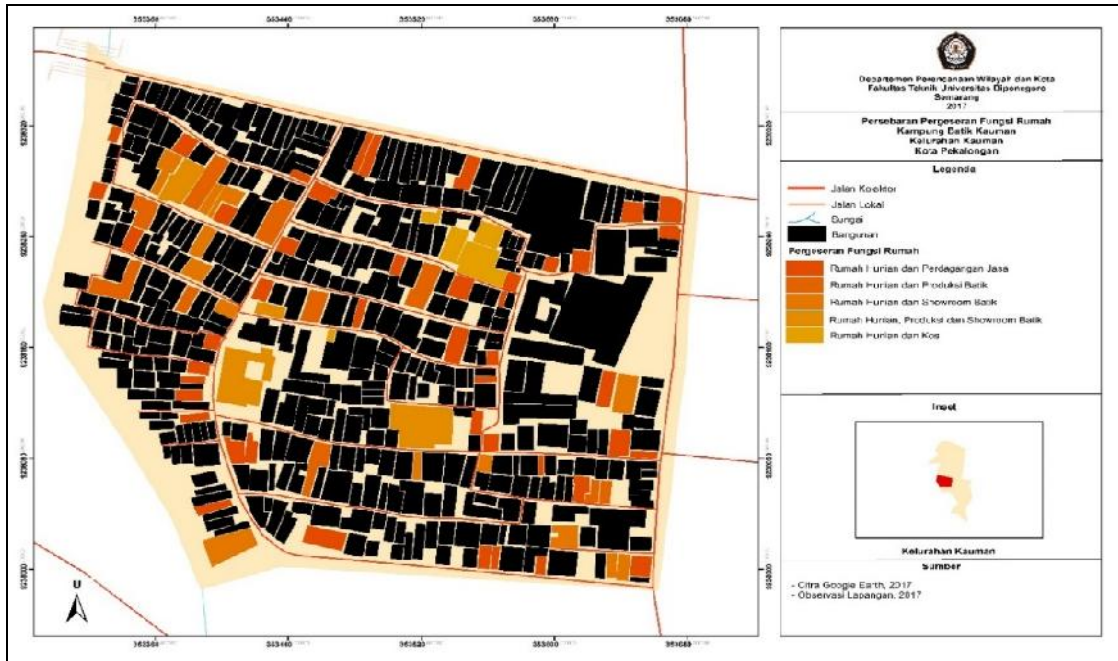 Departemen Perencanaan Wilayah dan Kota
Fakultas Teknik Universitas Diponegoro
Semarang
2017
Persebaran Pergeseran Fungsi Rumah
Kampung Batik Kauman
Kelurahan Kauman
Kota Pekalongan
Legenda
Jalan Kolektor
Jalan Lokal
Sungai
Bangunan
Pergeseran Fungsi Rumah
Rumah Hunian dan Perdagangan Jasa
Rumah Hunian dan Produksi Batik
Rumah Hunian dan Showroom Batik
Rumah Hunian, Produksi dan Showroom Batik
Rumah Hunian dan Kos
Inset
Kelurahan Kauman
Sumber
- Citra Google Earth, 2017
- Observasi Lapangan, 2017
U